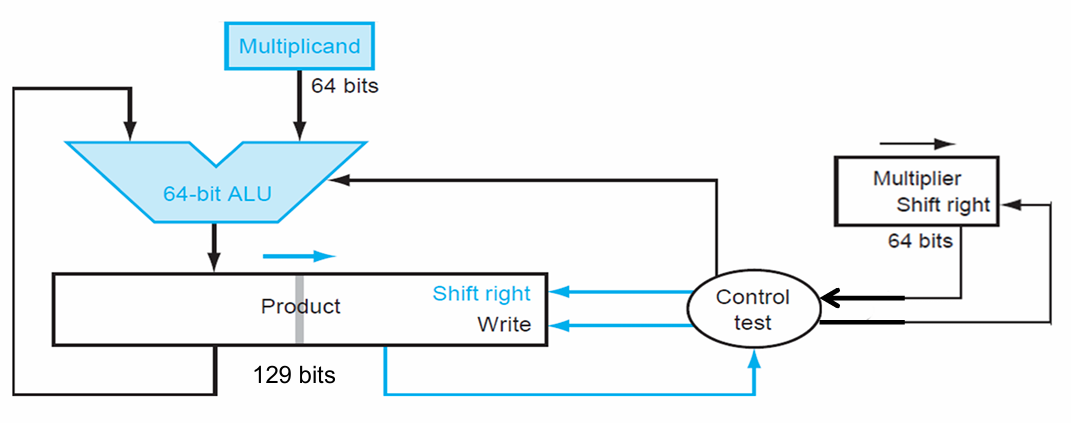 Multiplicand
64 bits
64-bit ALU
Multiplier
Shift right
64 bits
Product
Shift right
Write
Control
test
129 bits